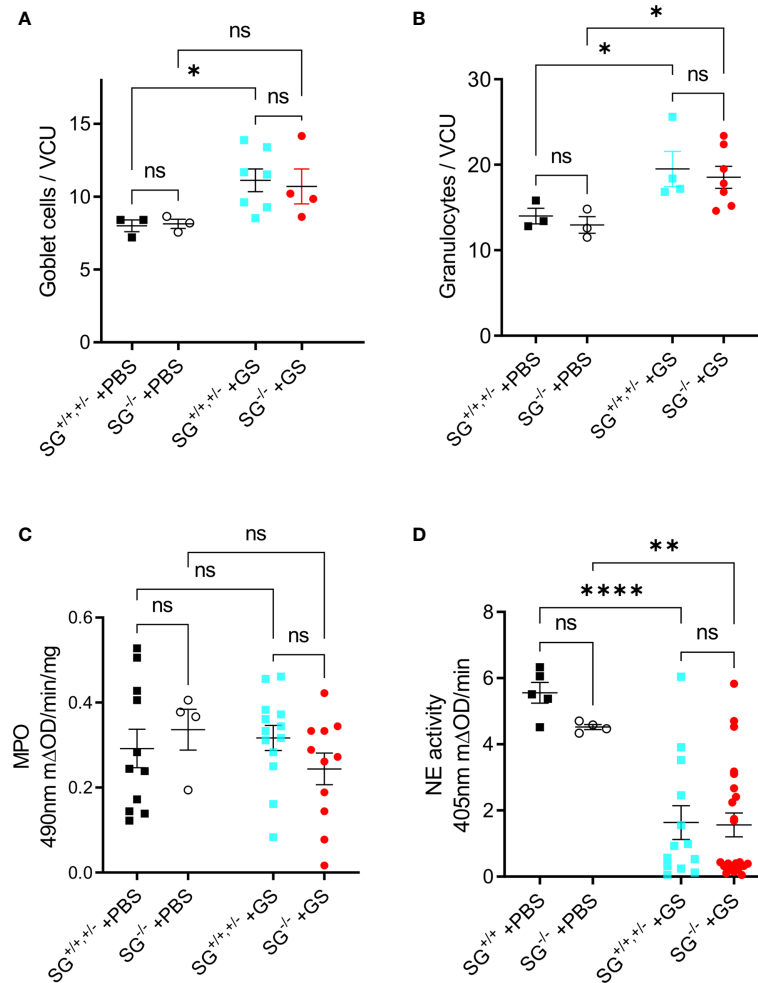 A
ns
*
ns
ns
Goblet cells / VCU
15
10
5
0
SG+/+,+/- +PBS
SG-/- +PBS
SG+/+,+/- +GS
SG-/- +GS
B
*
*
ns
ns
Granulocytes / VCU
30
20
10
0
SG+/+,+/- +PBS
SG-/- +PBS
SG+/+,+/- +GS
SG-/- +GS
C
ns
ns
ns
ns
MPO
490nm mΔOD/min/mg
0.6
0.4
0.2
0.0
SG+/+,+/- +PBS
SG-/- +PBS
SG+/+,+/- +GS
SG-/- +GS
D
**
****
ns
ns
NE activity
405nm mΔOD/min
8
6
4
2
0
SG+/+ +PBS
SG-/- +PBS
SG+/+,+/- +GS
SG-/- +GS